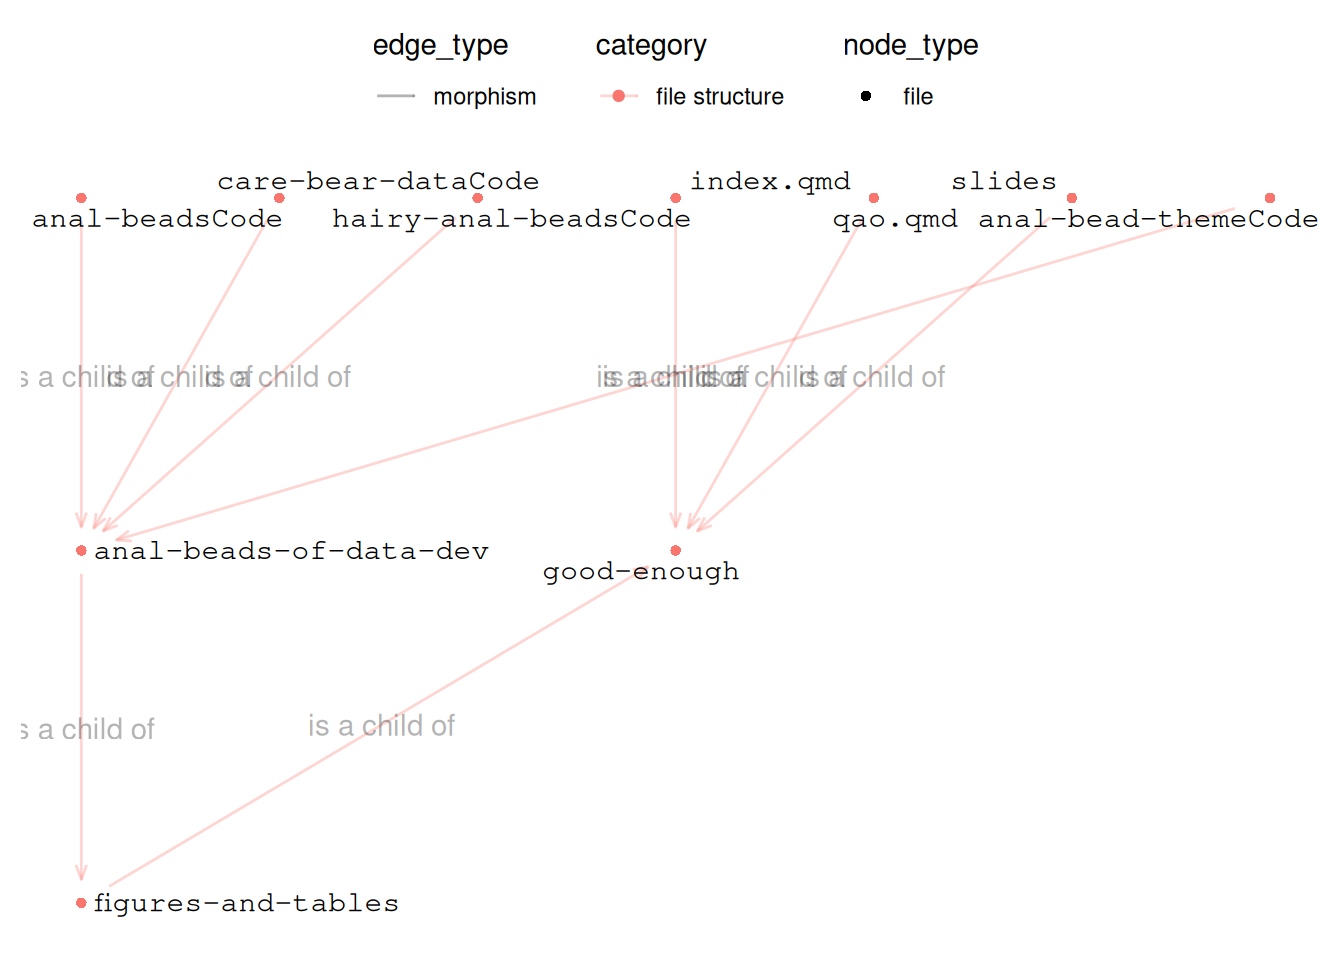 edge_type category node_type
morphism file structure file
care-bear-dataCode index.qmd slides
anal-beadsCode hairy-anal-beadsCode qao.qmd anal-bead-themeCode
s a child of is a child of is a child of is a child of is a child of is a child of is a child of
anal-beads-of-data-dev
good-enough
s a child of is a child of
figures-and-tables